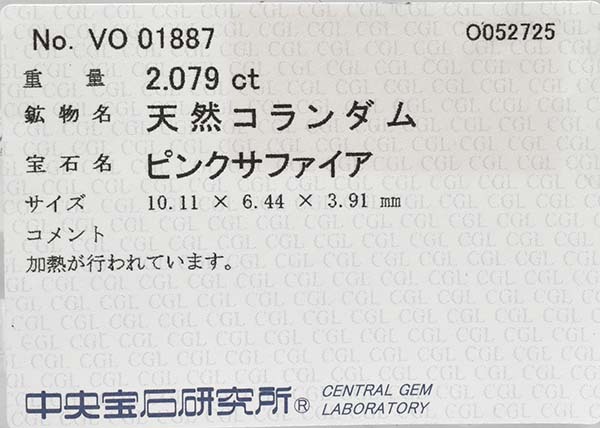 No. VO 01887 O052725
重量 2.079 ct
鉱物名 天然コランダム
宝石名 ピンクサファイア
サイズ 10.11 × 6.44 × 3.91 mm
コメント
加熱が行われています。
中央宝石研究所® CENTRAL GEM LABORATORY